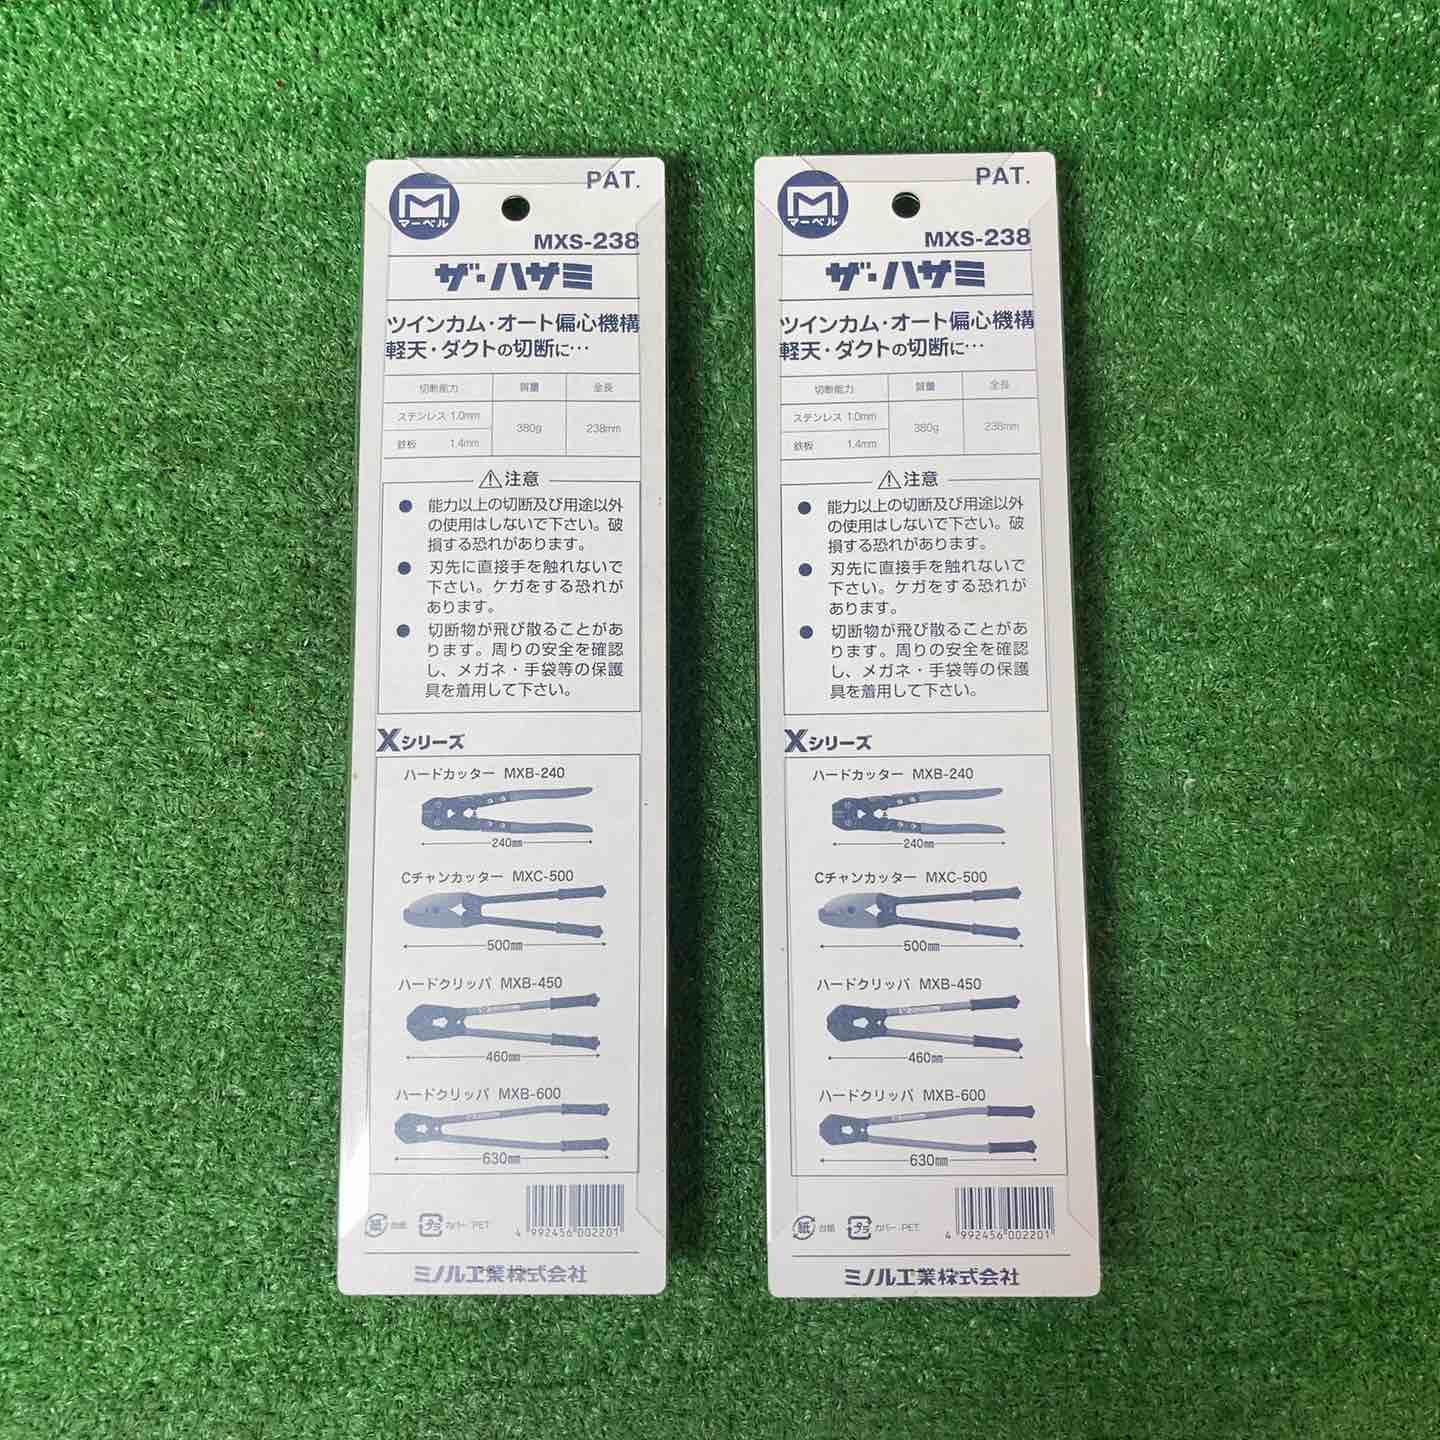 PAT.
M
マーベル
MXS-238
ザ・ハサミ
ツインカム・オート偏心機構
軽天・ダクトの切断に…
切断能力 質量 全長
ステンレス 1.0mm 380g 238mm
鉄板 1.4mm
⚠注意
● 能力以上の切断及び用途以外
の使用はしないで下さい。破
損する恐れがあります。
● 刃先に直接手を触れないで
下さい。ケガをする恐れが
あります。
● 切断物が飛び散ることがあ
ります。周りの安全を確認
し、メガネ・手袋等の保護
具を着用して下さい。
Xシリーズ
ハードカッター MXB-240
240mm
Cチャンカッター MXC-500
500mm
ハードクリッパ MXB-450
460mm
ハードクリッパ MXB-600
630mm
紙 台紙 プラ カバー:PET.
4 992456 002201
ミノル工業株式会社
PAT.
M
マーベル
MXS-238
ザ・ハサミ
ツインカム・オート偏心機構
軽天・ダクトの切断に…
切断能力 質量 全長
ステンレス 1.0mm 380g 238mm
鉄板 1.4mm
⚠注意
● 能力以上の切断及び用途以外
の使用はしないで下さい。破
損する恐れがあります。
● 刃先に直接手を触れないで
下さい。ケガをする恐れが
あります。
● 切断物が飛び散ることがあ
ります。周りの安全を確認
し、メガネ・手袋等の保護
具を着用して下さい。
Xシリーズ
ハードカッター MXB-240
240mm
Cチャンカッター MXC-500
500mm
ハードクリッパ MXB-450
460mm
ハードクリッパ MXB-600
630mm
紙 台紙 プラ カバー:PET.
4 992456 002201
ミノル工業株式会社